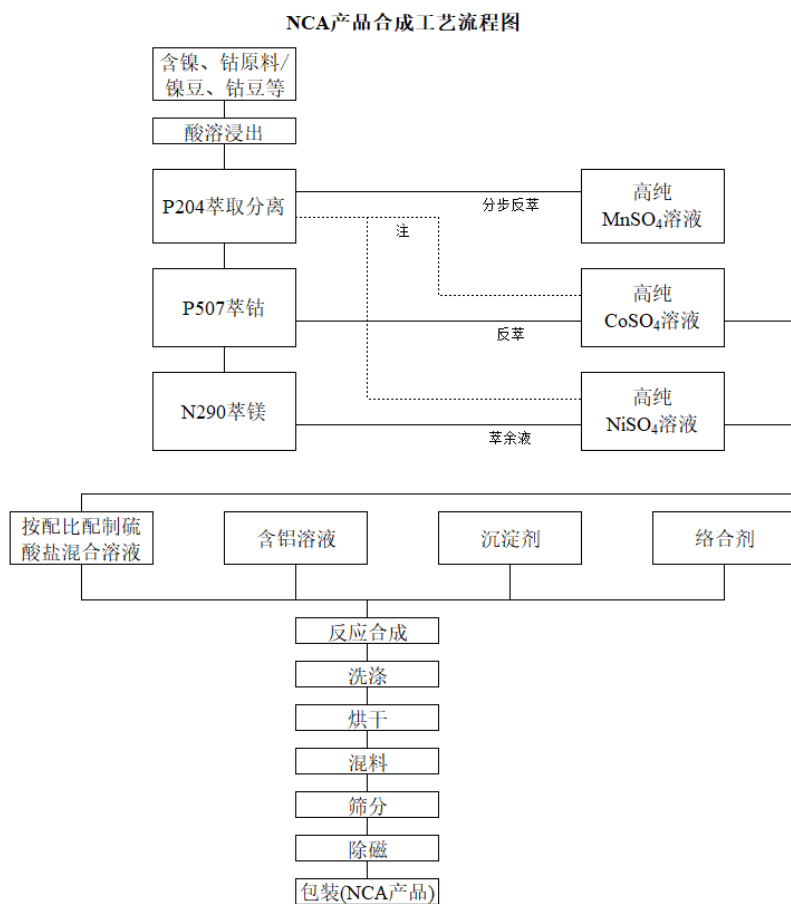 NCA产品合成工艺流程图
含镍、钴原料/
镍豆、钴豆等
酸溶浸出
P204萃取分离
分步反萃
高纯
MnSO₄溶液
注
P507萃钴
反萃
高纯
CoSO₄溶液
N290萃镁
萃余液
高纯
NiSO₄溶液
按配比配制硫
酸盐混合溶液
含铝溶液
沉淀剂
络合剂
反应合成
洗涤
烘干
混料
筛分
除磁
包装(NCA产品)